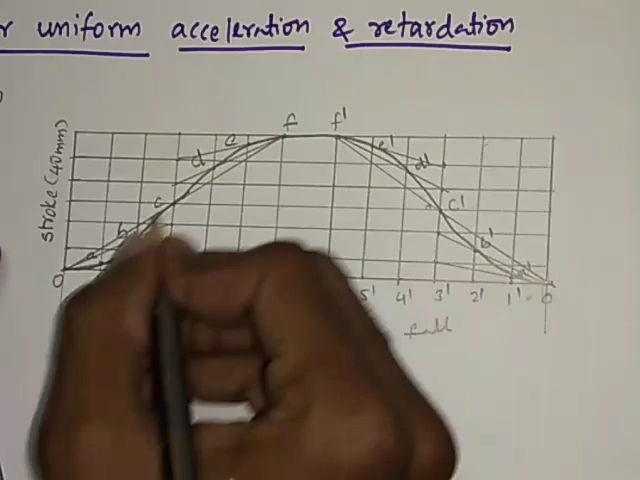 r uniform acceleration & retardation
f f'
e e'
d d'
stroke (40mm)
c c'
b b'
a a'
0 5' 4' 3' 2' 1' 0
fall